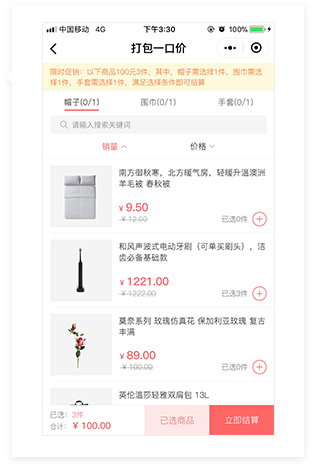 中国移动 4G 下午3:30 100%
打包一口价
限时促销：以下商品100元3件，其中，帽子需选择1件，围巾需选
择1件，手套需选择1件，满足选择条件即可结算
帽子(0/1) 围巾(0/1) 手套(0/1)
请输入搜索关键词
销量 价格
南方御秋寒，北方暖气房，轻暖升温澳洲
羊毛被 春秋被
¥ 9.50
¥ 12.00 已选0件
和风声波式电动牙刷（可单买刷头），洁
齿必备基础款
¥ 1221.00
¥ 1222.00 已选3件
莫奈系列 玫瑰仿真花 保加利亚玫瑰 复古
丰满
¥ 89.00
¥ 100.00 已选0件
英伦温莎轻雅双肩包 13L
已选： 3件
合计： ¥ 100.00
已选商品
立即结算